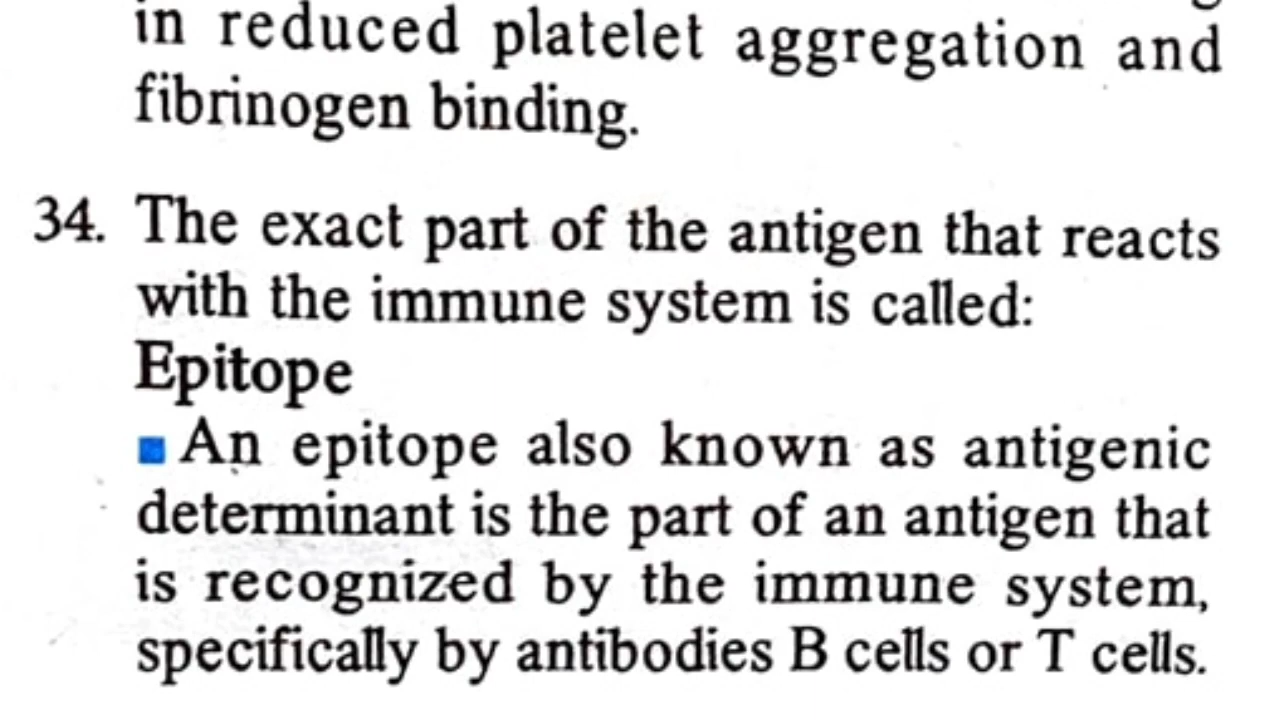 in reduced platelet aggregation and
fibrinogen binding.
34. The exact part of the antigen that reacts
with the immune system is called:
Epitope
■ An epitope also known as antigenic
determinant is the part of an antigen that
is recognized by the immune system,
specifically by antibodies B cells or T cells.